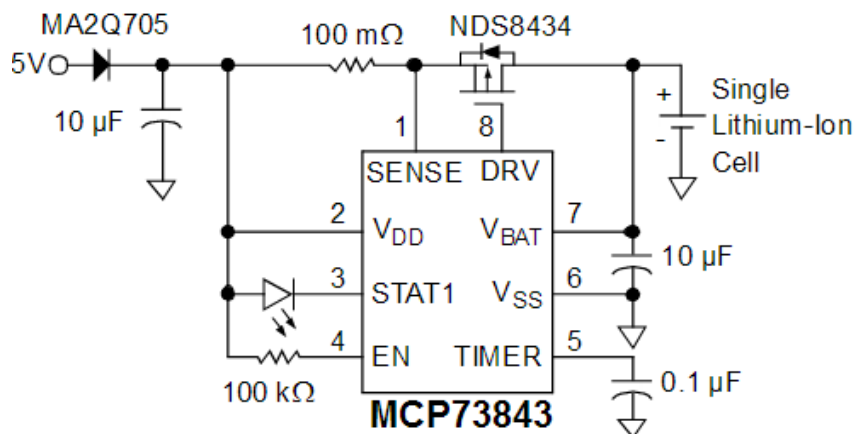 MA2Q705
NDS8434
100 mΩ
5V
10 µF
Single
Lithium-Ion
Cell
+
-
1
8
SENSE DRV
2
VDD
VBAT
7
10 µF
3
STAT1
VSS
6
4
EN
TIMER
5
100 kΩ
0.1 µF
MCP73843